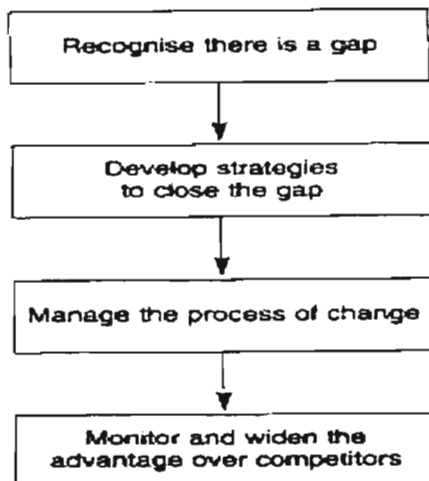 Recognise there is a gap
Develop strategies
to close the gap
Manage the process of change
Monitor and widen the
advantage over competitors